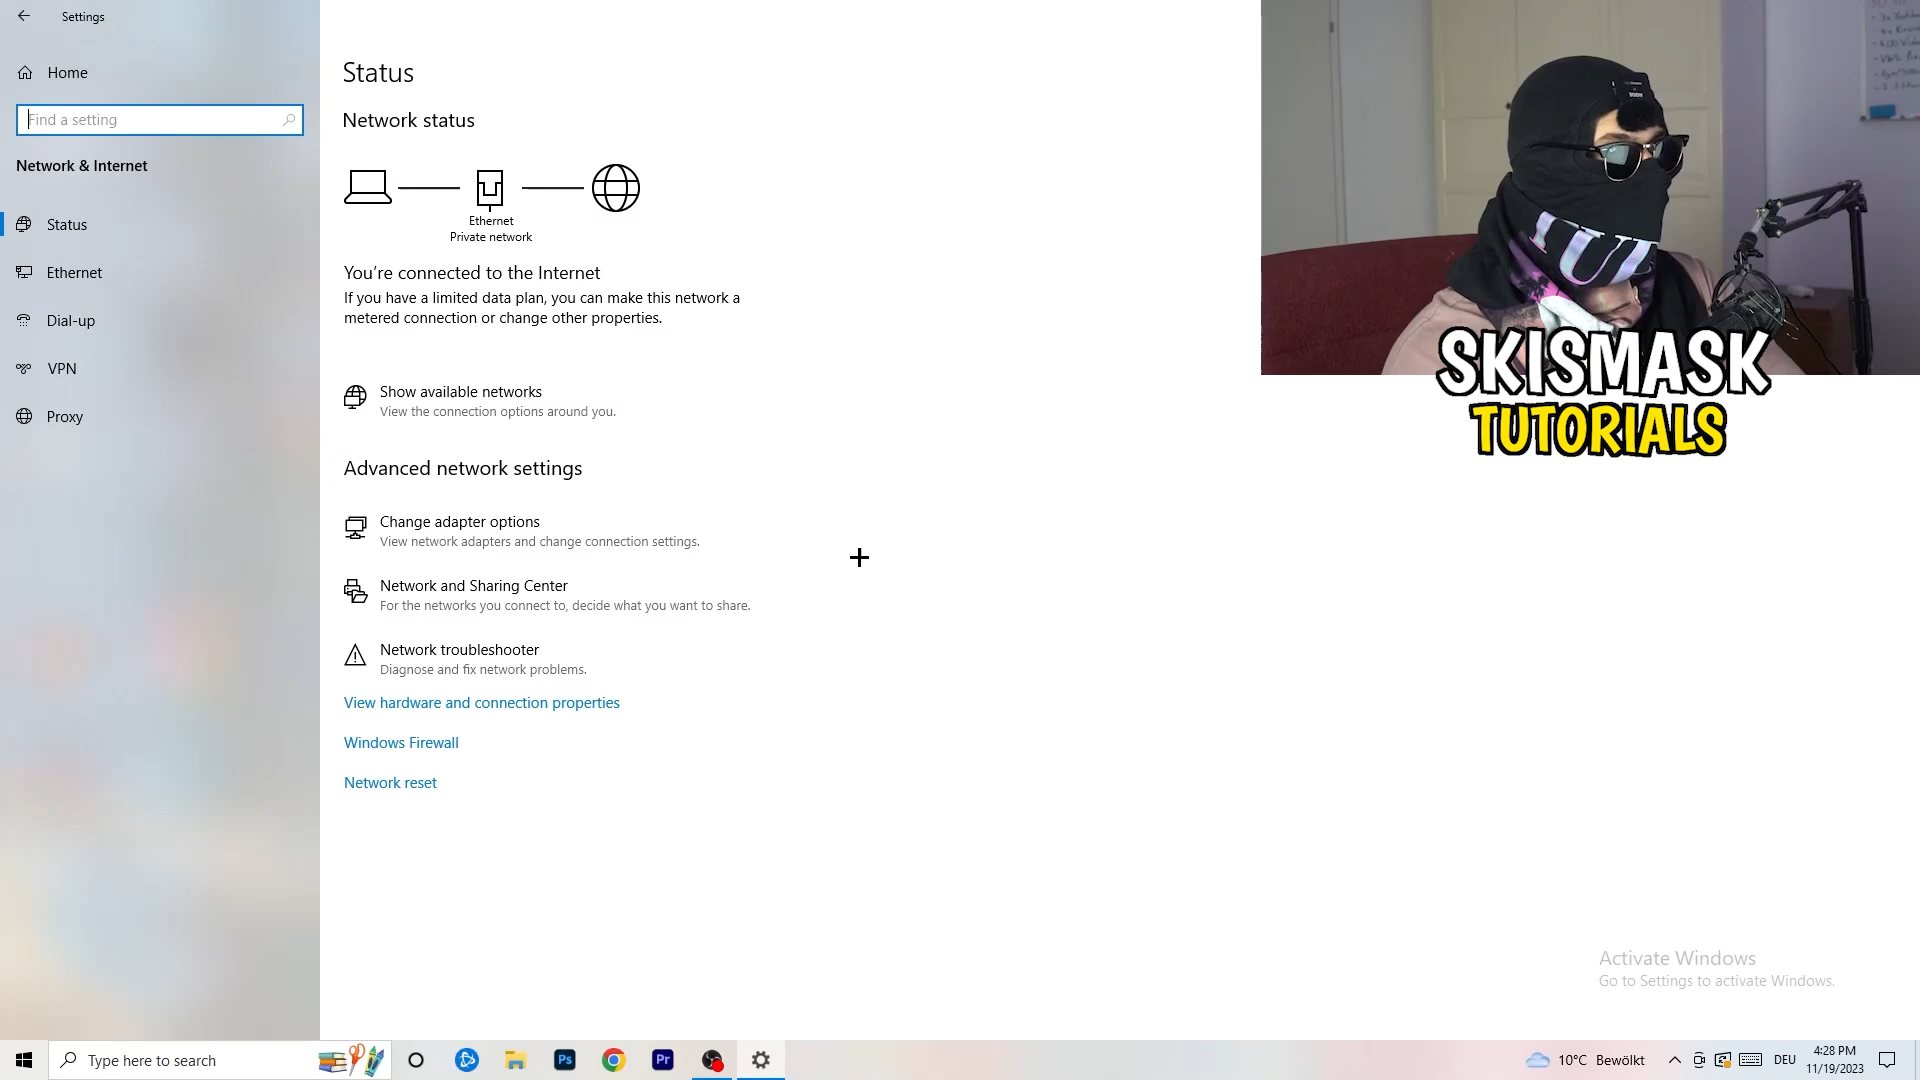 Settings
Home
Find a setting
Network & Internet
Status
Ethernet
Dial-up
VPN
Proxy
Status
Network status
Ethernet
Private network
You're connected to the Internet
If you have a limited data plan, you can make this network a
metered connection or change other properties.
Show available networks
View the connection options around you.
Advanced network settings
Change adapter options
View network adapters and change connection settings.
Network and Sharing Center
For the networks you connect to, decide what you want to share.
Network troubleshooter
Diagnose and fix network problems.
View hardware and connection properties
Windows Firewall
Network reset
SKISMASK
TUTORIALS
Activate Windows
Go to Settings to activate Windows.
Type here to search
Ps
Pr
10°C Bewölkt
DEU
4:28 PM
11/19/2023